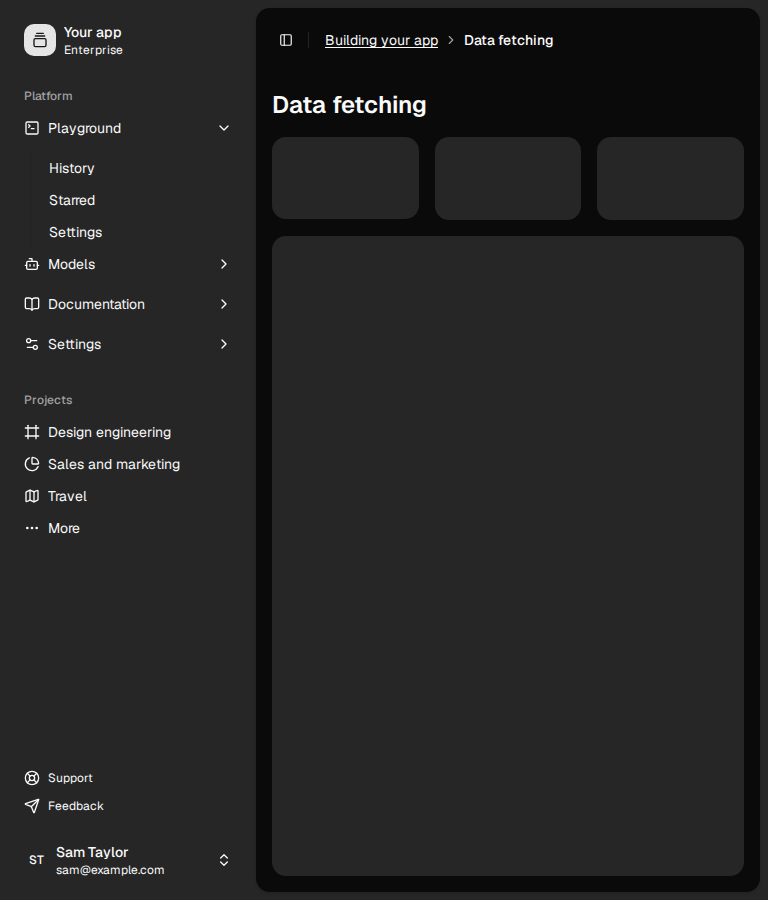 Your app
Enterprise
Platform
Playground
History
Starred
Settings
Models
Documentation
Settings
Projects
Design engineering
Sales and marketing
Travel
More
Support
Feedback
ST
Sam Taylor
sam@example.com
Building your app
Data fetching
Data fetching